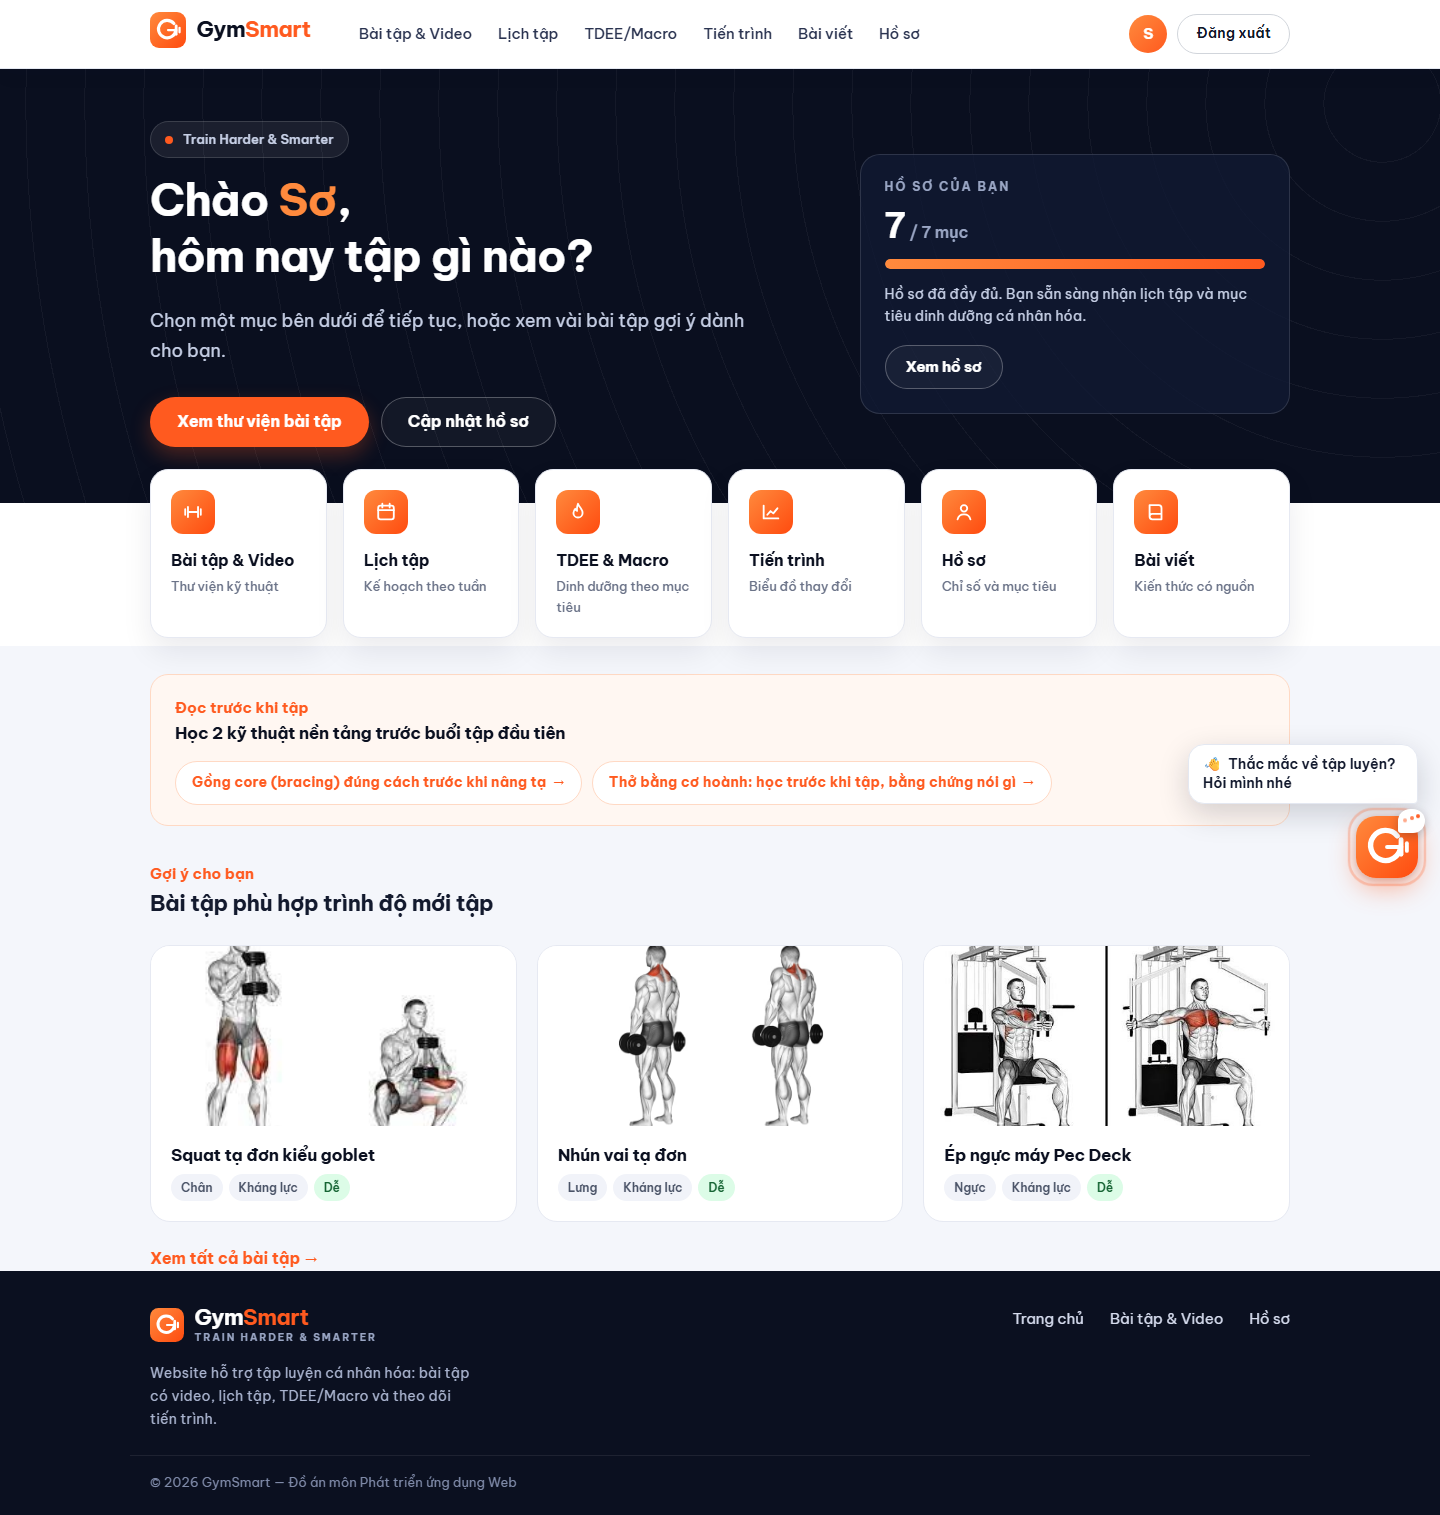 GymSmart
Bài tập & Video
Lịch tập
TDEE/Macro
Tiến trình
Bài viết
Hồ sơ
S
Đăng xuất
Train Harder & Smarter
Chào Sơ,
hôm nay tập gì nào?
Chọn một mục bên dưới để tiếp tục, hoặc xem vài bài tập gợi ý dành
cho bạn.
Xem thư viện bài tập
Cập nhật hồ sơ
HỒ SƠ CỦA BẠN
7 / 7 mục
Hồ sơ đã đầy đủ. Bạn sẵn sàng nhận lịch tập và mục
tiêu dinh dưỡng cá nhân hóa.
Xem hồ sơ
Bài tập & Video
Thư viện kỹ thuật
Lịch tập
Kế hoạch theo tuần
TDEE & Macro
Dinh dưỡng theo mục
tiêu
Tiến trình
Biểu đồ thay đổi
Hồ sơ
Chỉ số và mục tiêu
Bài viết
Kiến thức có nguồn
Đọc trước khi tập
Học 2 kỹ thuật nền tảng trước buổi tập đầu tiên
Gồng core (bracing) đúng cách trước khi nâng tạ →
Thở bằng cơ hoành: học trước khi tập, bằng chứng nói gì →
👋 Thắc mắc về tập luyện?
Hỏi mình nhé
Gợi ý cho bạn
Bài tập phù hợp trình độ mới tập
Squat tạ đơn kiểu goblet
Chân
Kháng lực
Dễ
Nhún vai tạ đơn
Lưng
Kháng lực
Dễ
Ép ngực máy Pec Deck
Ngực
Kháng lực
Dễ
Xem tất cả bài tập →
GymSmart
TRAIN HARDER & SMARTER
Trang chủ
Bài tập & Video
Hồ sơ
Website hỗ trợ tập luyện cá nhân hóa: bài tập
có video, lịch tập, TDEE/Macro và theo dõi
tiến trình.
© 2026 GymSmart — Đồ án môn Phát triển ứng dụng Web